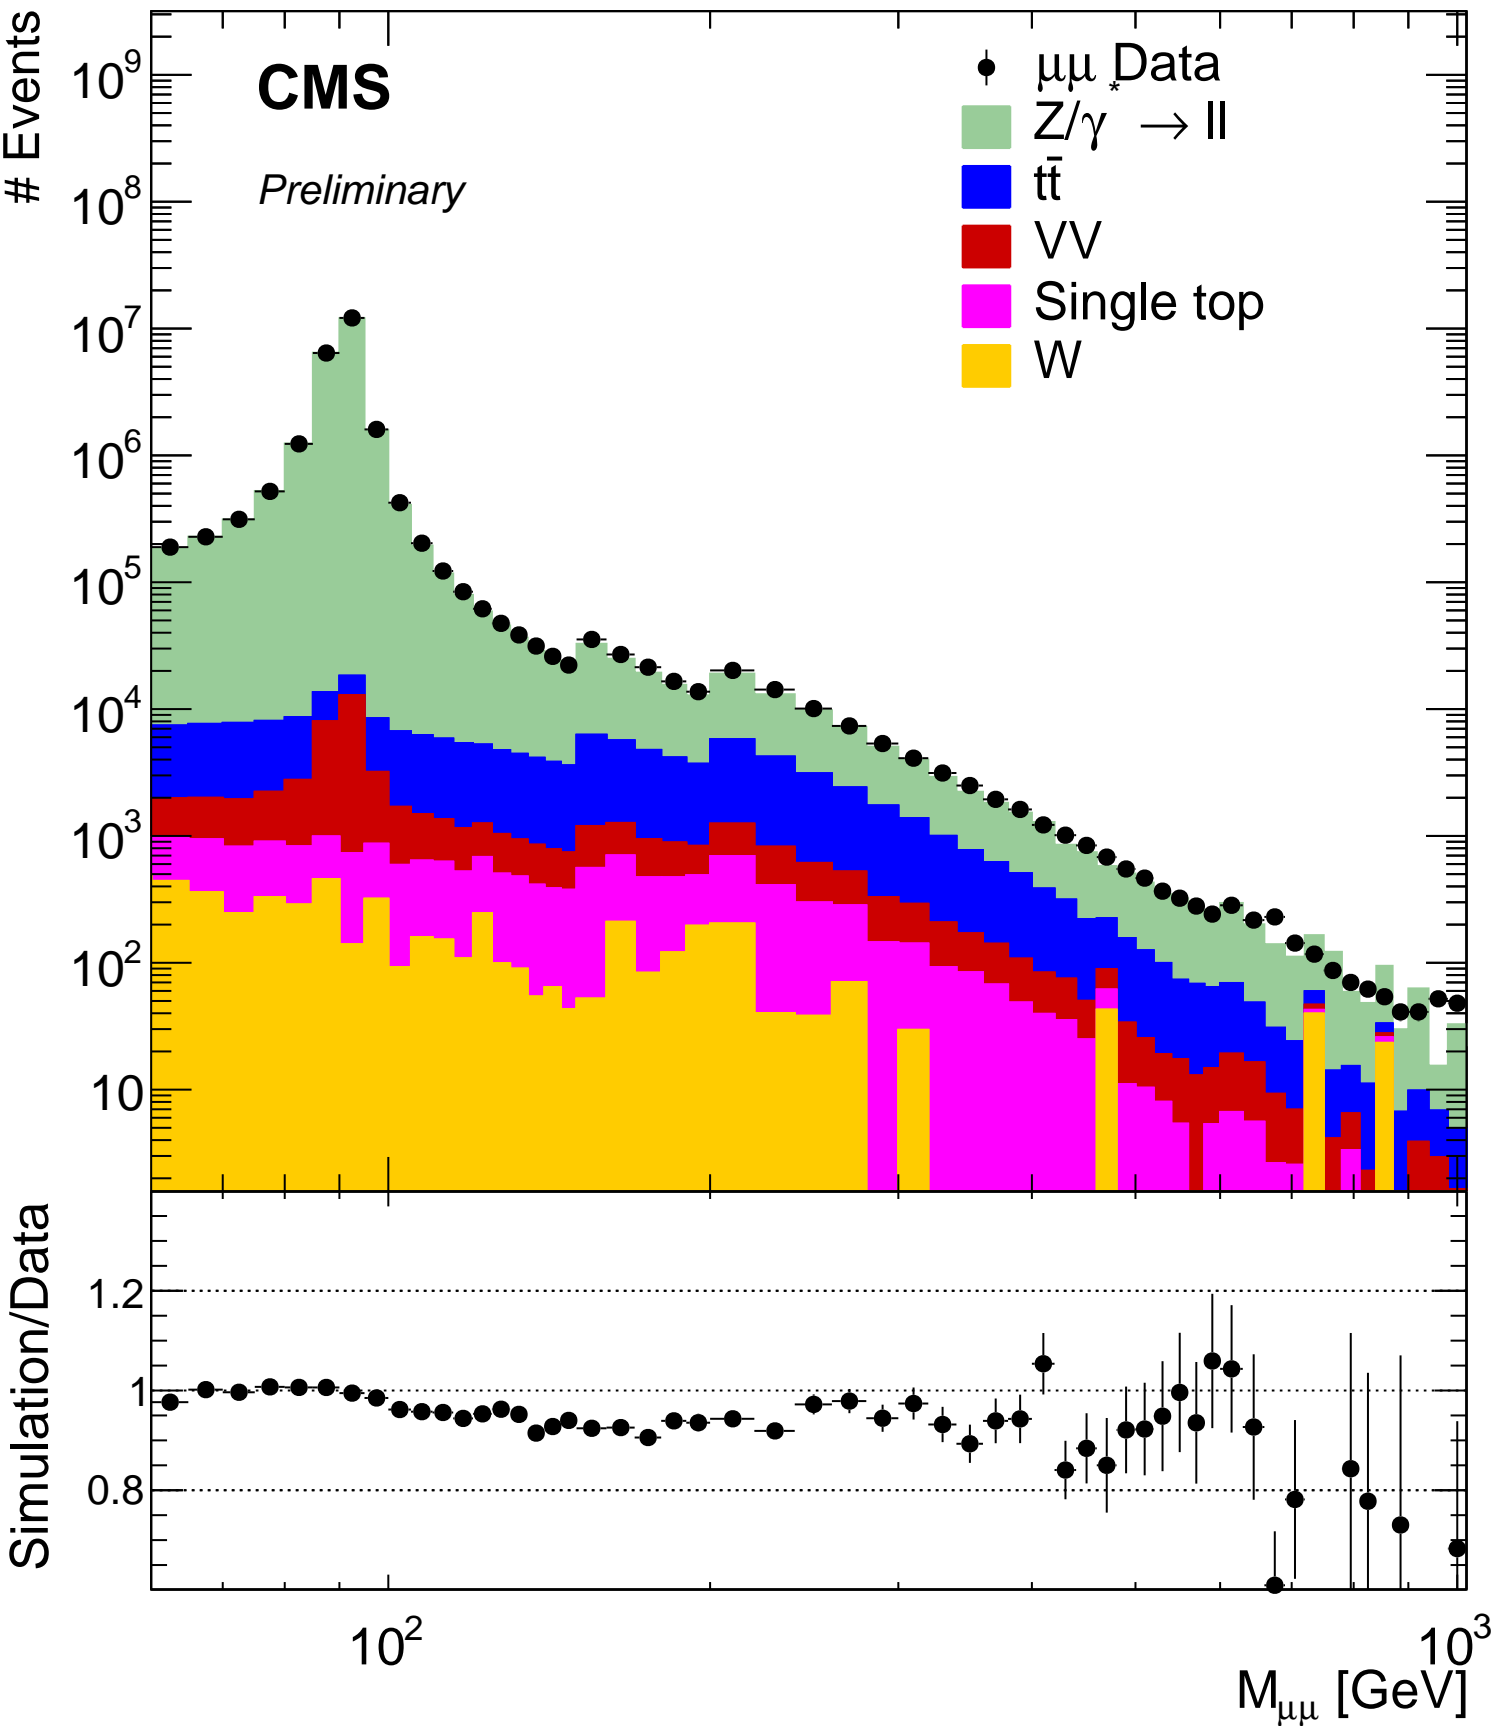 # Events
10⁹
10⁸
10⁷
10⁶
10⁵
10⁴
10³
10²
10
CMS
Preliminary
μμ Data
Z/γ* → ll
tt̄
VV
Single top
W
Simulation/Data
1.2
1
0.8
10²
10³
M_μμ [GeV]